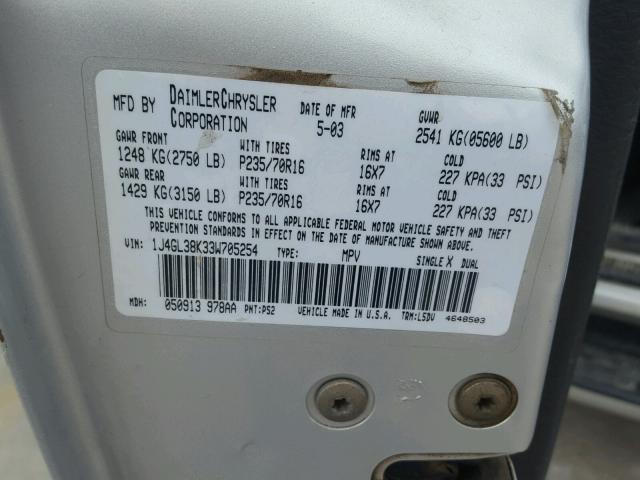 MFD BY DAIMLERCHRYSLER CORPORATION DATE OF MFR 5-03 GVWR 2541 KG(05600 LB)
GAWR FRONT WITH TIRES RIMS AT COLD
1248 KG(2750 LB) P235/70R16 16X7 227 KPA(33 PSI)
GAWR REAR WITH TIRES RIMS AT COLD
1429 KG(3150 LB) P235/70R16 16X7 227 KPA(33 PSI)
THIS VEHICLE CONFORMS TO ALL APPLICABLE FEDERAL MOTOR VEHICLE SAFETY AND THEFT
PREVENTION STANDARDS IN EFFECT ON THE DATE OF MANUFACTURE SHOWN ABOVE.
VIN: 1J4GL38K33W705254 TYPE: MPV SINGLE X DUAL
MDH: 050913 978AA PNT:PS2 VEHICLE MADE IN U.S.A. TRM:L5DV 4648503